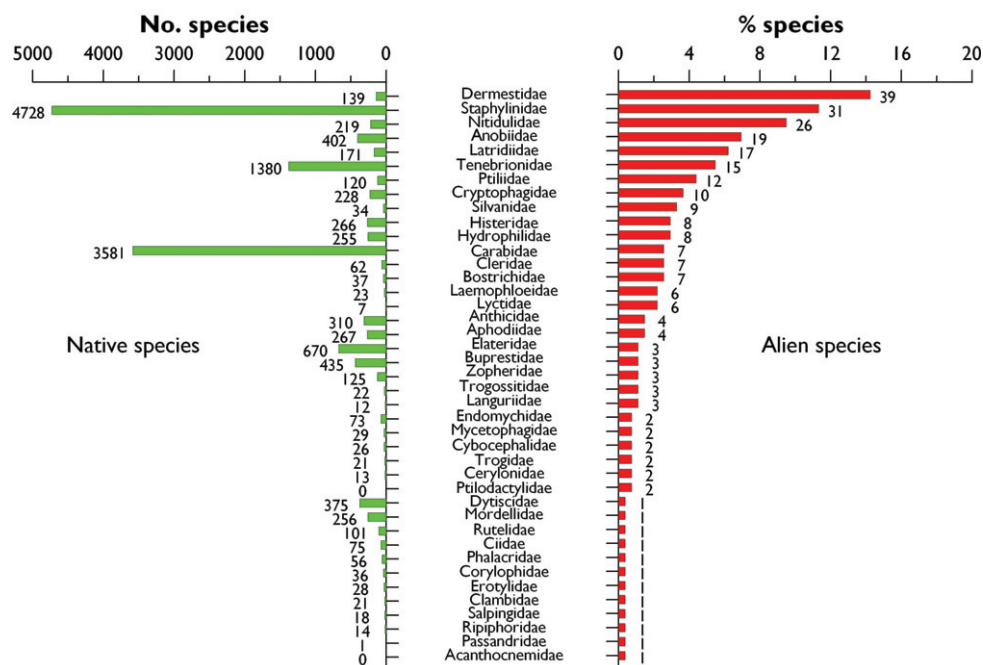 No. species % species
5000 4000 3000 2000 1000 0 0 4 8 12 16 20
139 Dermestidae 39
4728 Staphylinidae 31
219 Nitidulidae 26
402 Anobiidae 19
171 Latridiidae 17
1380 Tenebrionidae 15
120 Ptiliidae 12
228 Cryptophagidae 10
34 Silvanidae 9
266 Histeridae 8
255 Hydrophilidae 8
3581 Carabidae 7
62 Cleridae 7
37 Bostrichidae 7
23 Laemophloeidae 6
7 Lyctidae 6
310 Anthicidae 4
267 Aphodiidae 4
Native species 670 Elateridae 3 Alien species
435 Buprestidae 3
125 Zopheridae 3
22 Trogossitidae 3
12 Languriidae 3
73 Endomychidae 2
29 Mycetophagidae 2
26 Cybocephalidae 2
21 Trogidae 2
13 Cerylonidae 2
0 Ptilodactylidae 2
375 Dytiscidae 1
256 Mordellidae 1
101 Rutelidae 1
75 Ciidae 1
56 Phalacridae 1
36 Corylophidae 1
28 Erotylidae 1
21 Clambidae 1
18 Salpingidae 1
14 Ripiphoridae 1
1 Passandridae 1
0 Acanthocnemidae 1